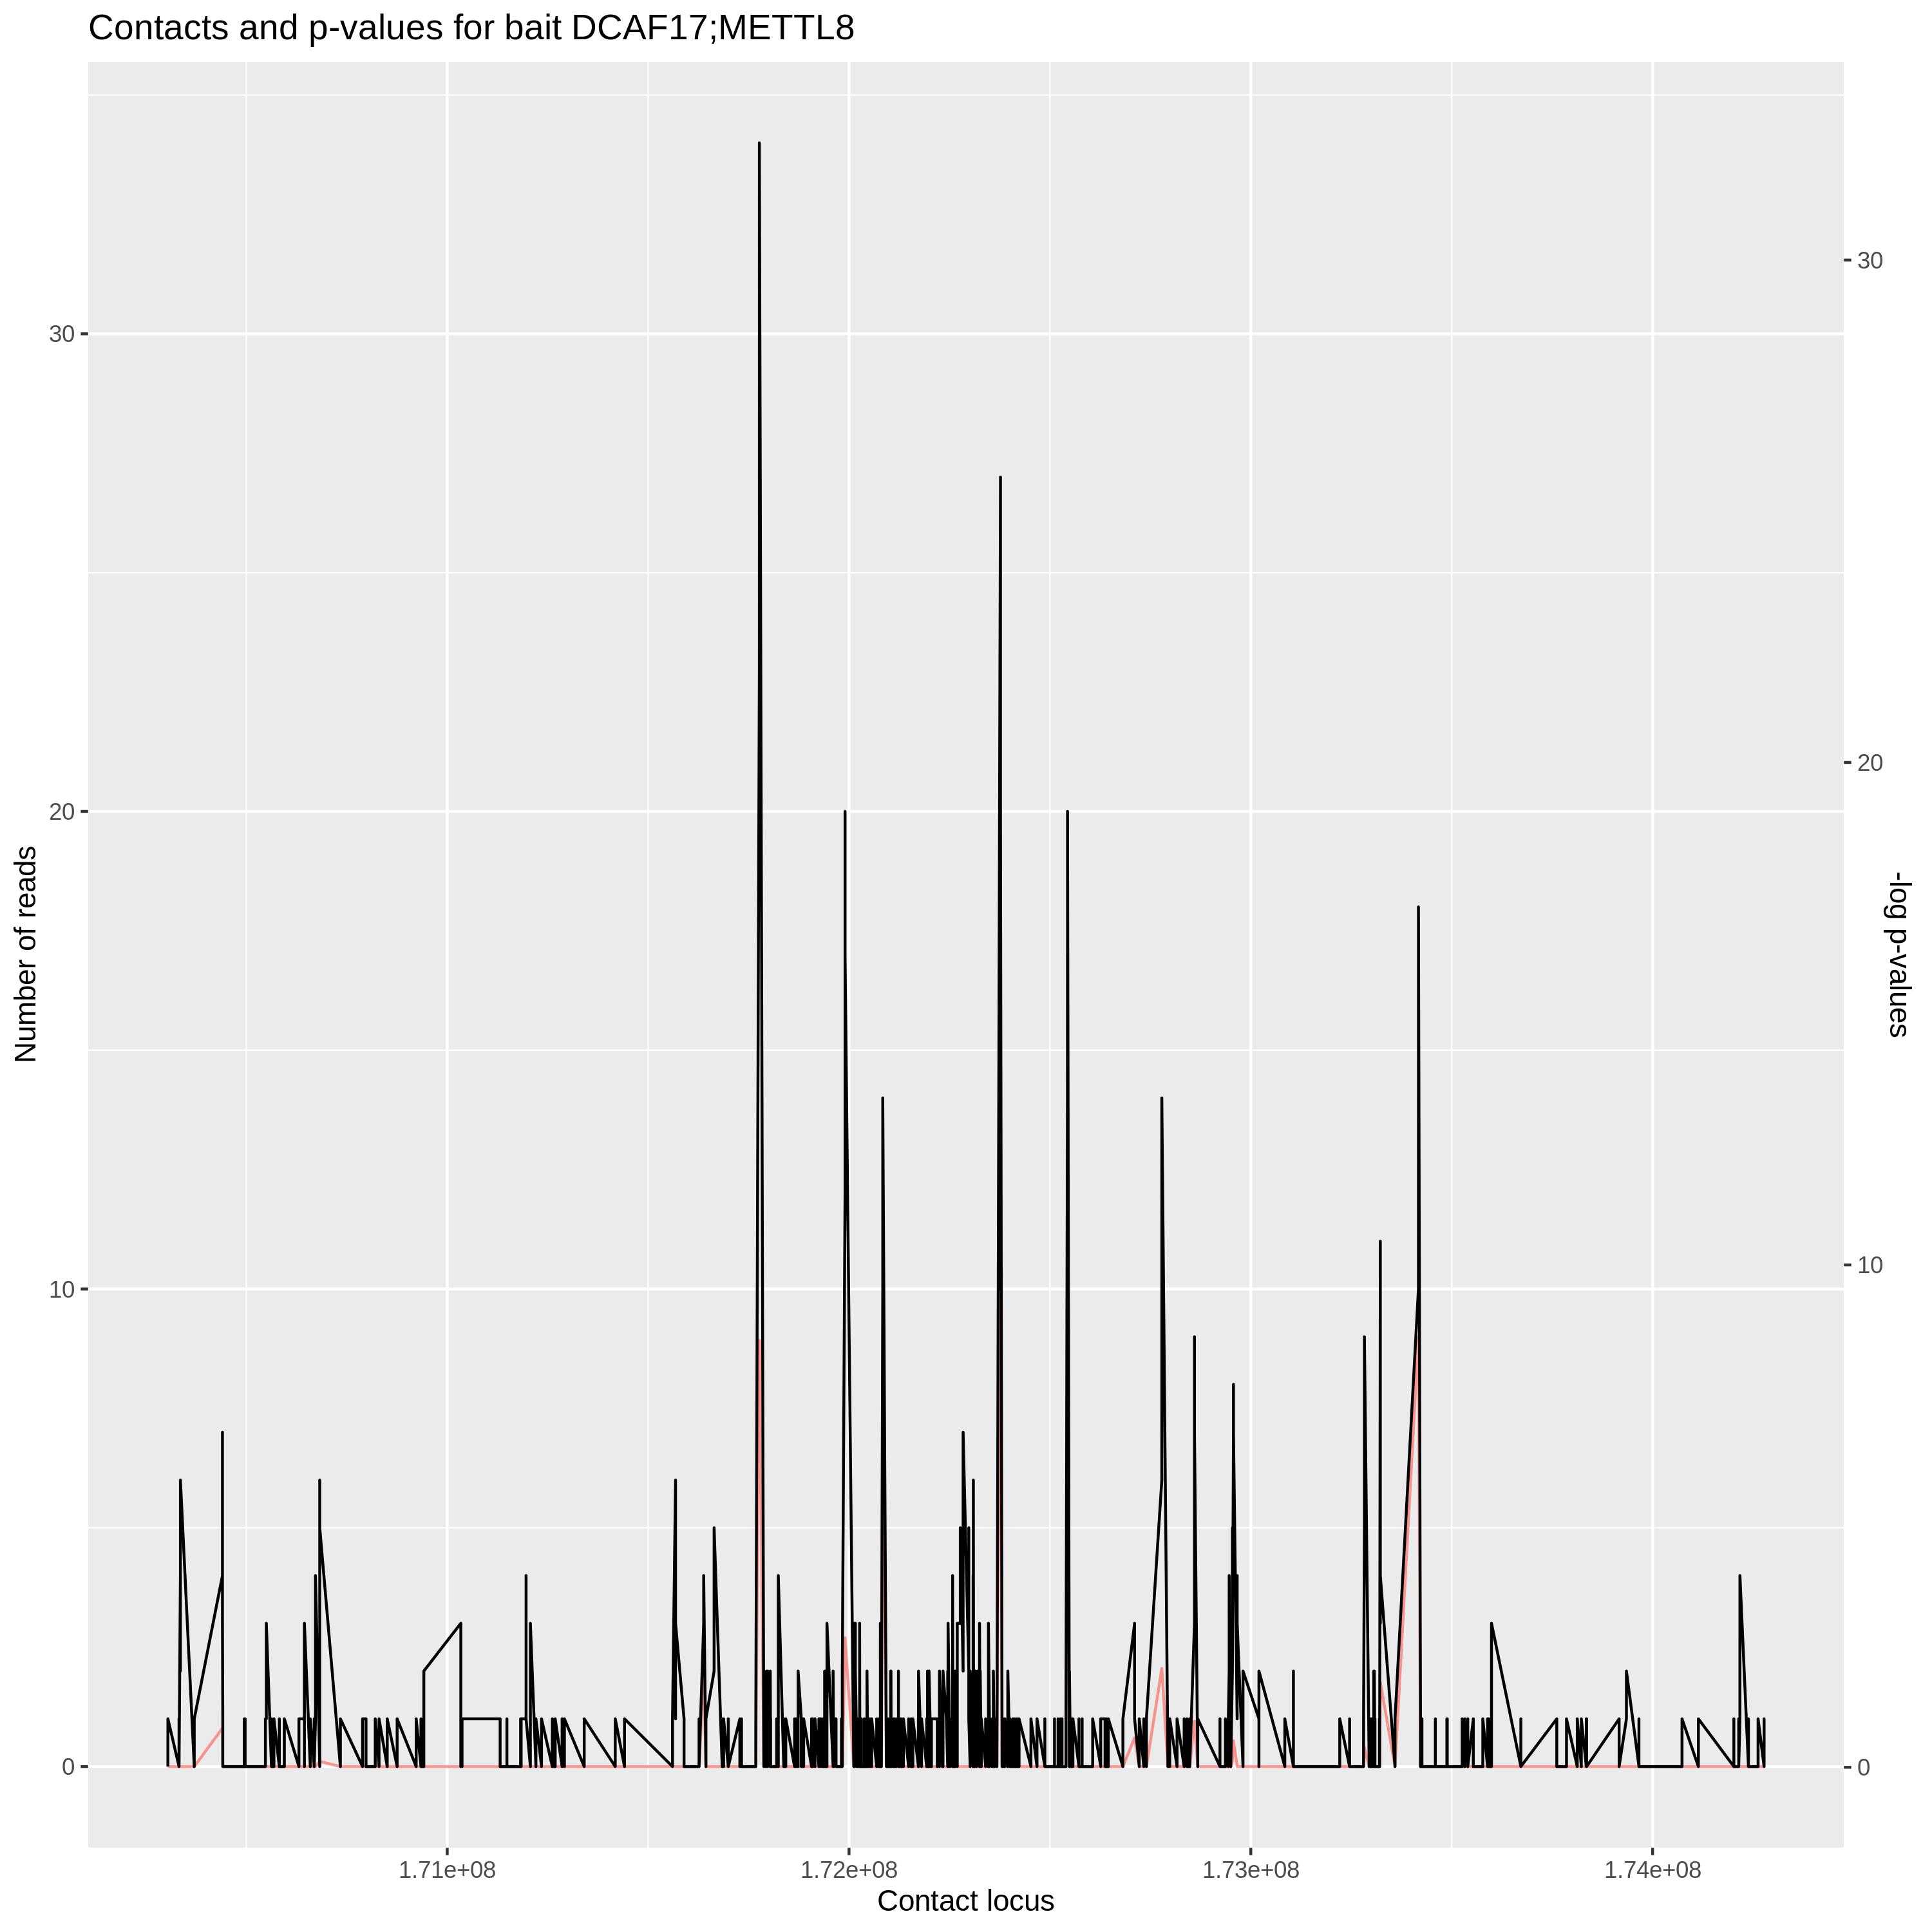 Contacts and p-values for bait DCAF17;METTL8
Number of reads
30
20
10
0
30
20
10
0
-log p-values
1.71e+08 1.72e+08 1.73e+08 1.74e+08
Contact locus